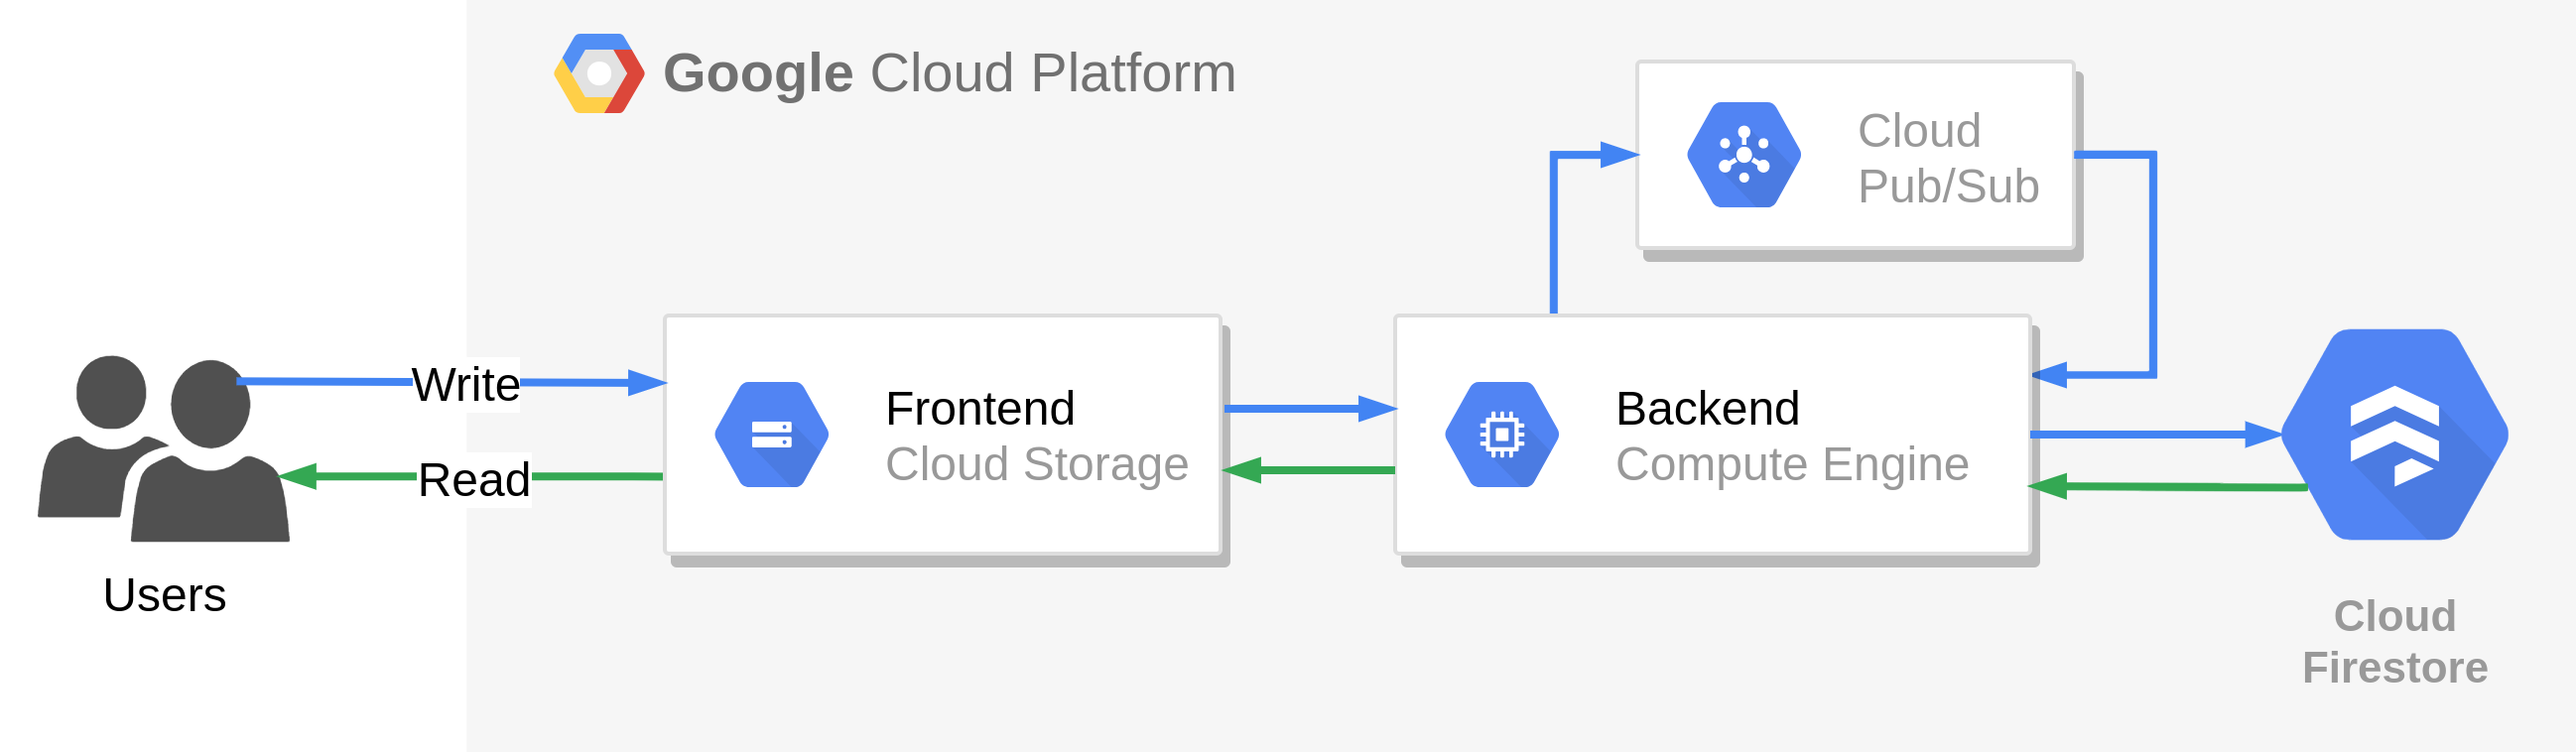 Google Cloud Platform
Cloud
Pub/Sub
Write
Read
Users
Frontend
Cloud Storage
Backend
Compute Engine
Cloud
Firestore